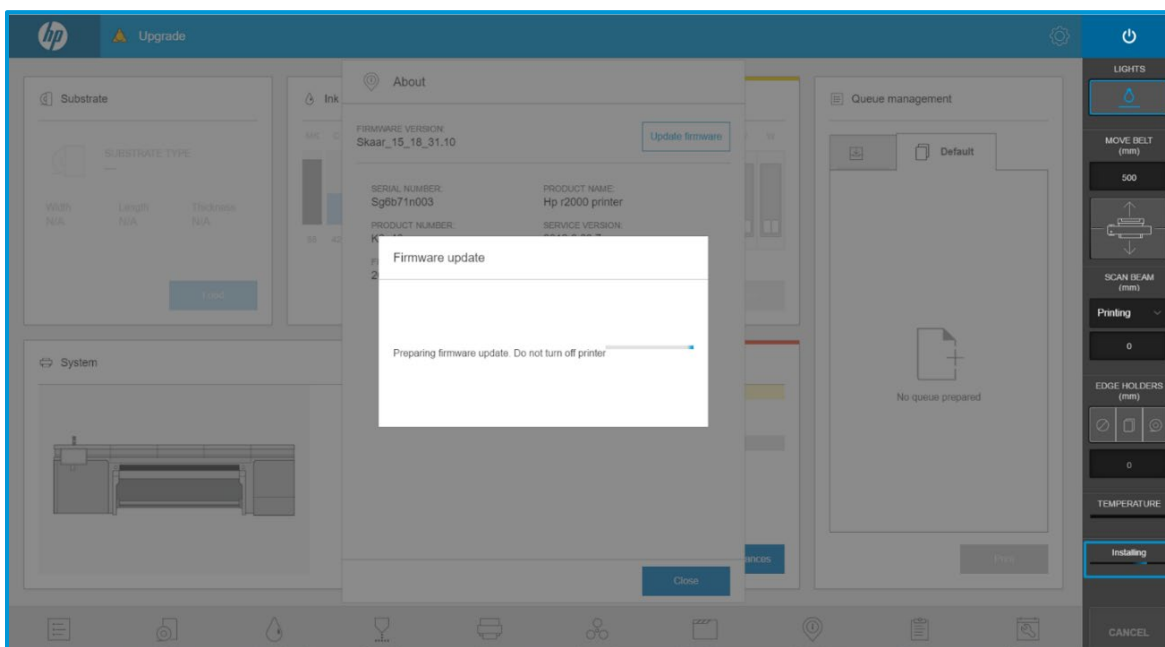 hp
Upgrade
LIGHTS
Substrate
SUBSTRATE TYPE
Width
Length
Thickness
N/A
N/A
N/A
Load
Ink
About
FIRMWARE VERSION:
Skaar_15_18_31.10
Update firmware
SERIAL NUMBER:
PRODUCT NAME:
Sg6b71n003
Hp r2000 printer
PRODUCT NUMBER:
SERVICE VERSION:
Firmware update
Preparing firmware update. Do not turn off printer
Close
Queue management
Default
No queue prepared
Print
System
MOVE BELT
(mm)
500
SCAN BEAM
(mm)
Printing
0
EDGE HOLDERS
(mm)
0
TEMPERATURE
Installing
CANCEL